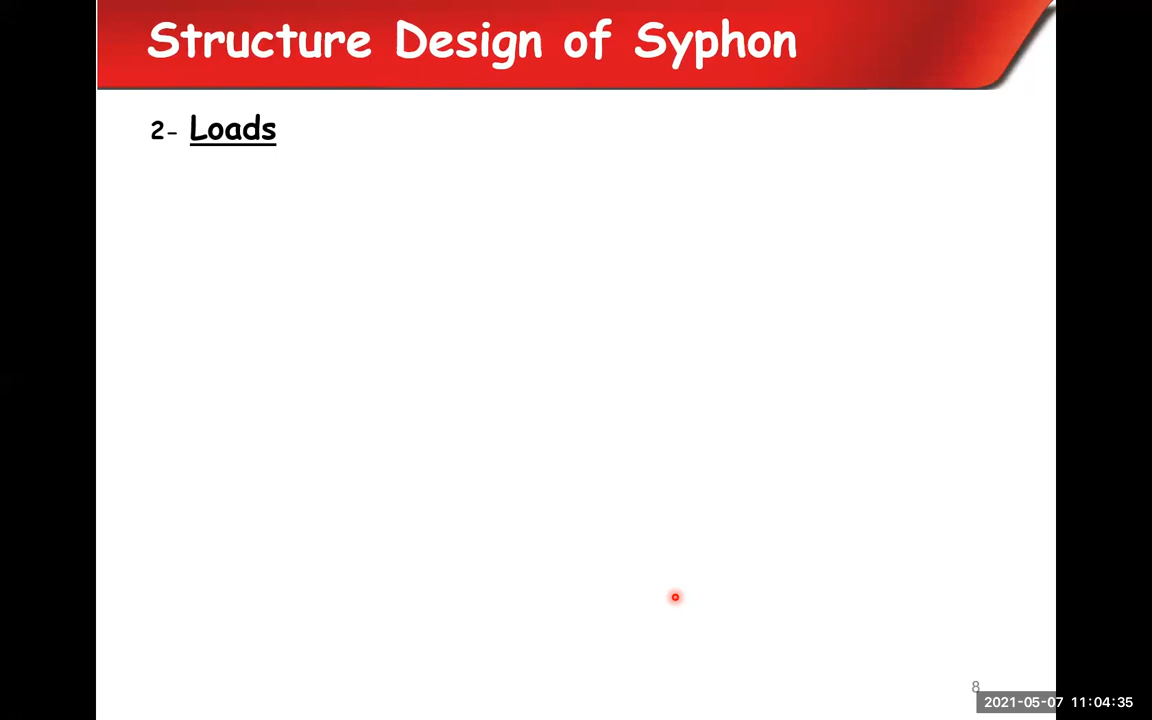 Structure Design of Syphon
2- Loads
8
2021-05-07 11:04:35